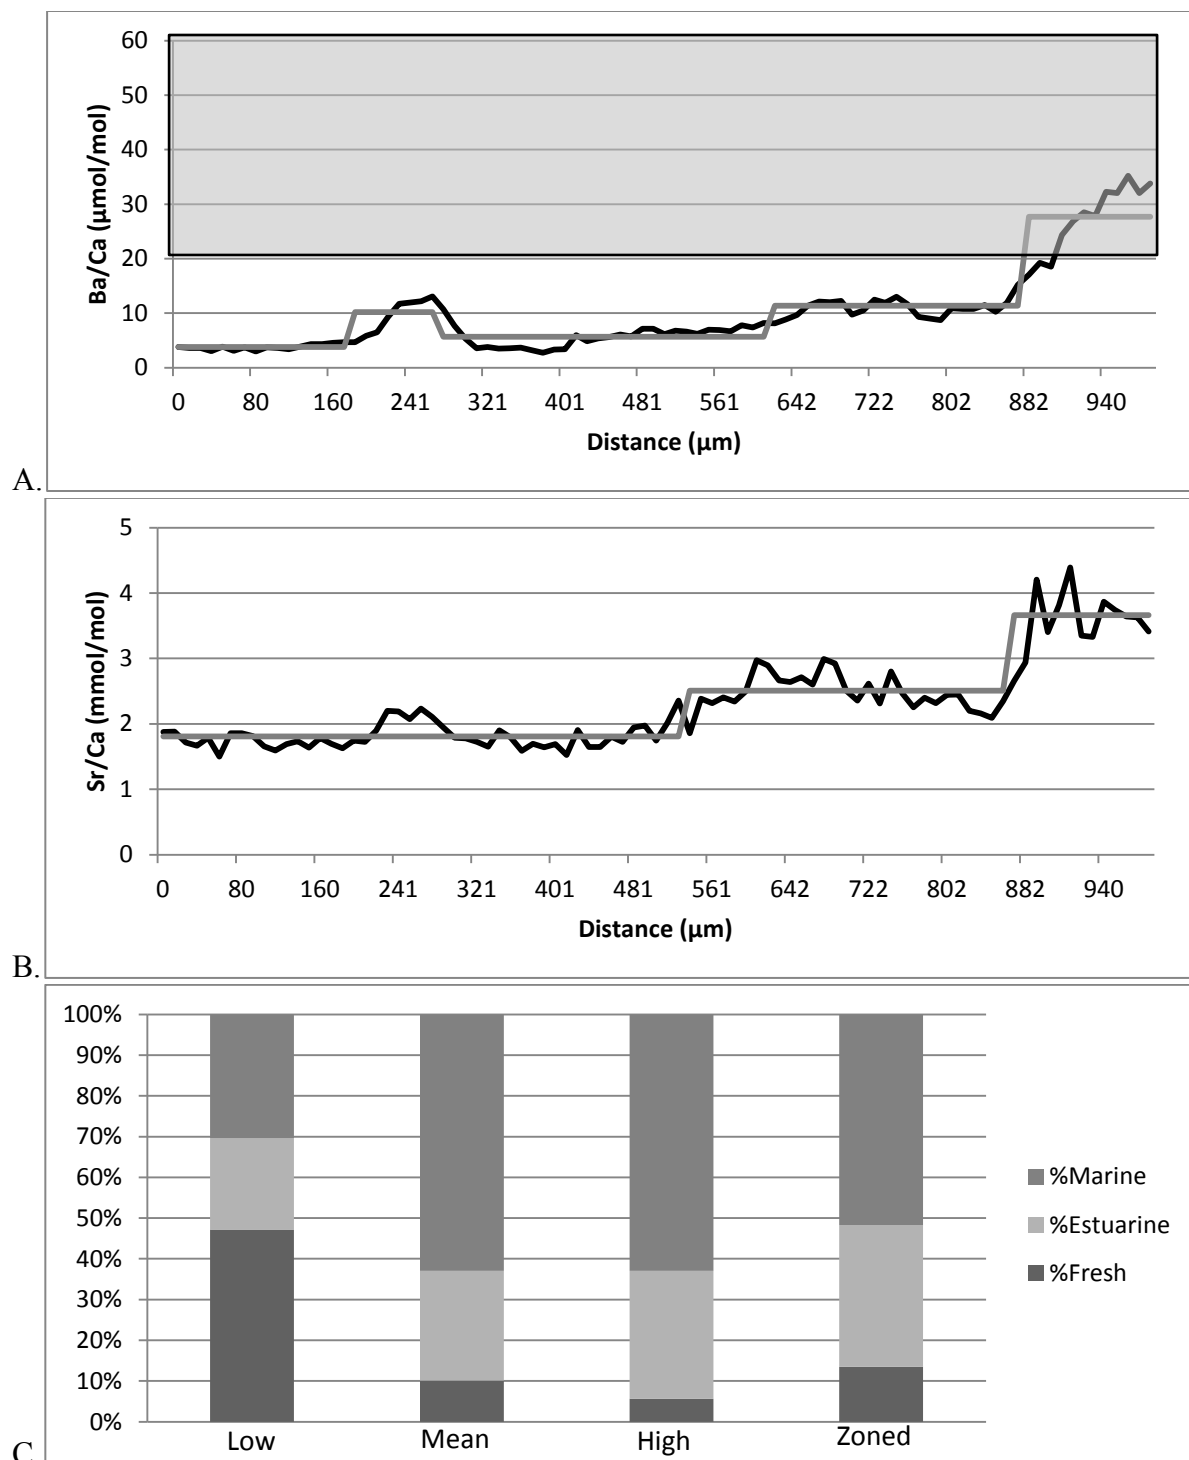 60
50
40
30
20
10
0
Ba/Ca (µmol/mol)
0 80 160 241 321 401 481 561 642 722 802 882 940
Distance (µm)
A.
5
4
3
2
1
0
Sr/Ca (mmol/mol)
0 80 160 241 321 401 481 561 642 722 802 882 940
Distance (µm)
B.
100%
90%
80%
70%
60%
50%
40%
30%
20%
10%
0%
%Marine
%Estuarine
%Fresh
Low Mean High Zoned
C